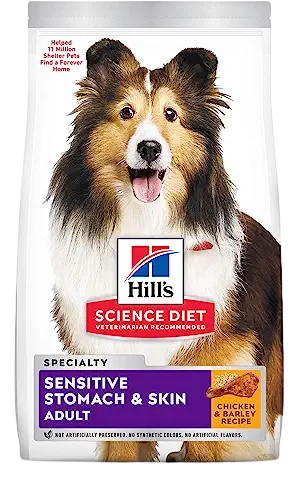 Helped
11 Million
Shelter Pets
Find a Forever
Home
Hill's
SCIENCE DIET
VETERINARIAN RECOMMENDED
SPECIALTY
SENSITIVE
STOMACH & SKIN
ADULT
CHICKEN
& BARLEY
RECIPE
NOT ARTIFICIALLY PRESERVED. NO SYNTHETIC COLORS. NO ARTIFICIAL FLAVORS.